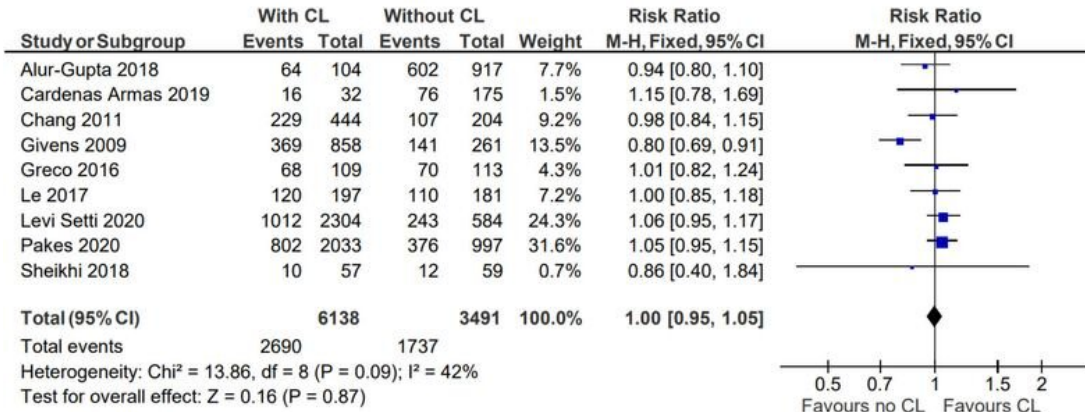 With CL Without CL Risk Ratio Risk Ratio
Study or Subgroup Events Total Events Total Weight M-H, Fixed, 95% CI M-H, Fixed, 95% CI
Alur-Gupta 2018 64 104 602 917 7.7% 0.94 [0.80, 1.10]
Cardenas Armas 2019 16 32 76 175 1.5% 1.15 [0.78, 1.69]
Chang 2011 229 444 107 204 9.2% 0.98 [0.84, 1.15]
Givens 2009 369 858 141 261 13.5% 0.80 [0.69, 0.91]
Greco 2016 68 109 70 113 4.3% 1.01 [0.82, 1.24]
Le 2017 120 197 110 181 7.2% 1.00 [0.85, 1.18]
Levi Setti 2020 1012 2304 243 584 24.3% 1.06 [0.95, 1.17]
Pakes 2020 802 2033 376 997 31.6% 1.05 [0.95, 1.15]
Sheikhi 2018 10 57 12 59 0.7% 0.86 [0.40, 1.84]
Total (95% CI) 6138 3491 100.0% 1.00 [0.95, 1.05]
Total events 2690 1737
Heterogeneity: Chi² = 13.86, df = 8 (P = 0.09); I² = 42%
Test for overall effect: Z = 0.16 (P = 0.87)
0.5 0.7 1 1.5 2
Favours no CL Favours CL